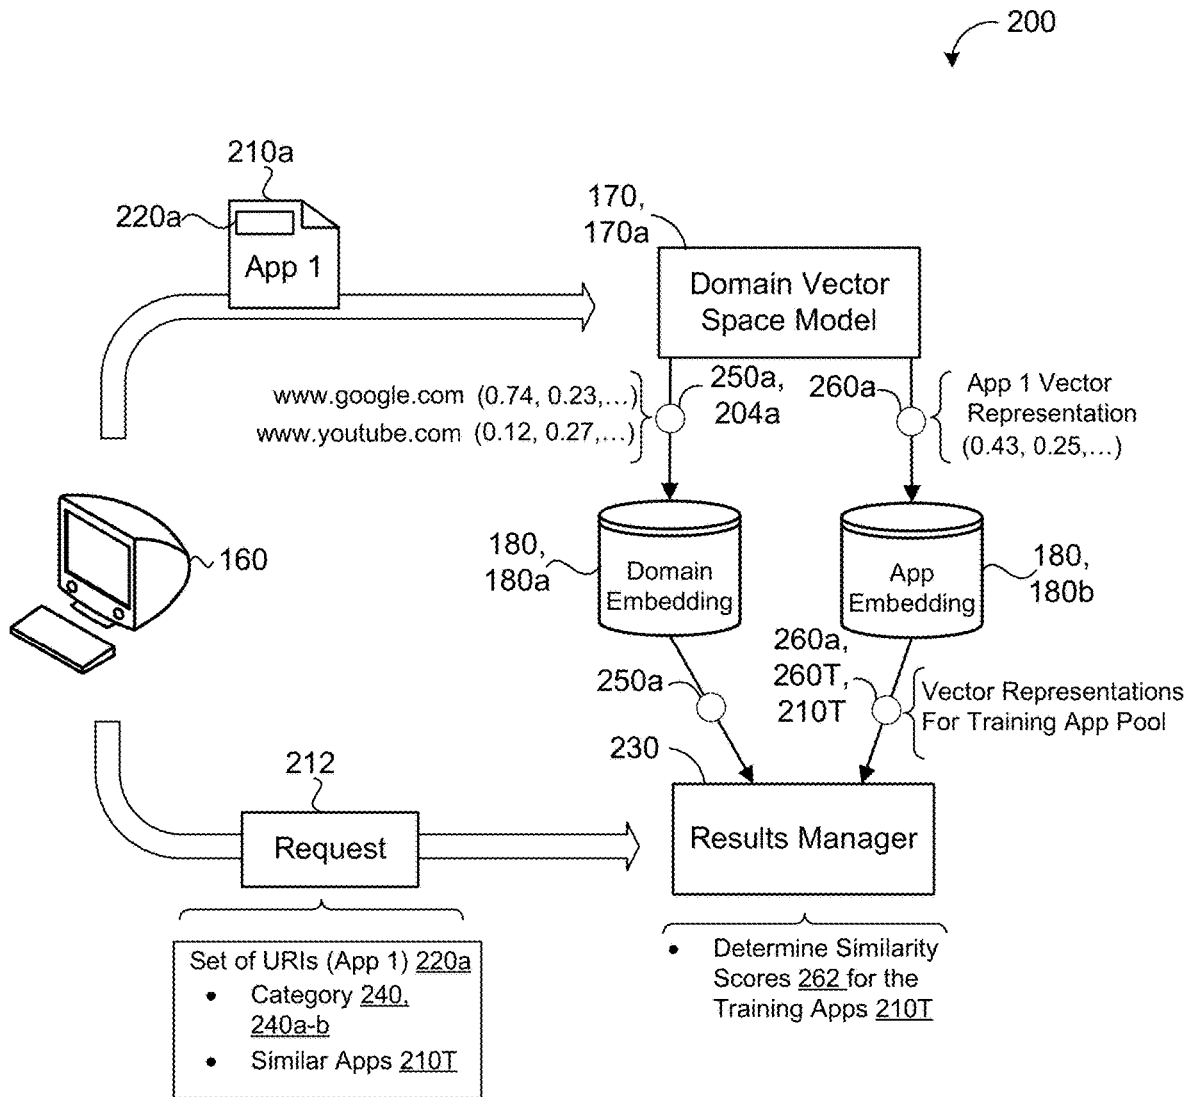 200
210a
220a
App 1
170,
170a
Domain Vector
Space Model
www.google.com (0.74, 0.23,...)
www.youtube.com (0.12, 0.27,...)
250a,
204a
260a
App 1 Vector
Representation
(0.43, 0.25,...)
160
180,
180a
Domain
Embedding
App
Embedding
180,
180b
250a
260a,
260T,
210T
Vector Representations
For Training App Pool
212
Request
230
Results Manager
Set of URIs (App 1) 220a
• Category 240,
240a-b
• Similar Apps 210T
• Determine Similarity
Scores 262 for the
Training Apps 210T